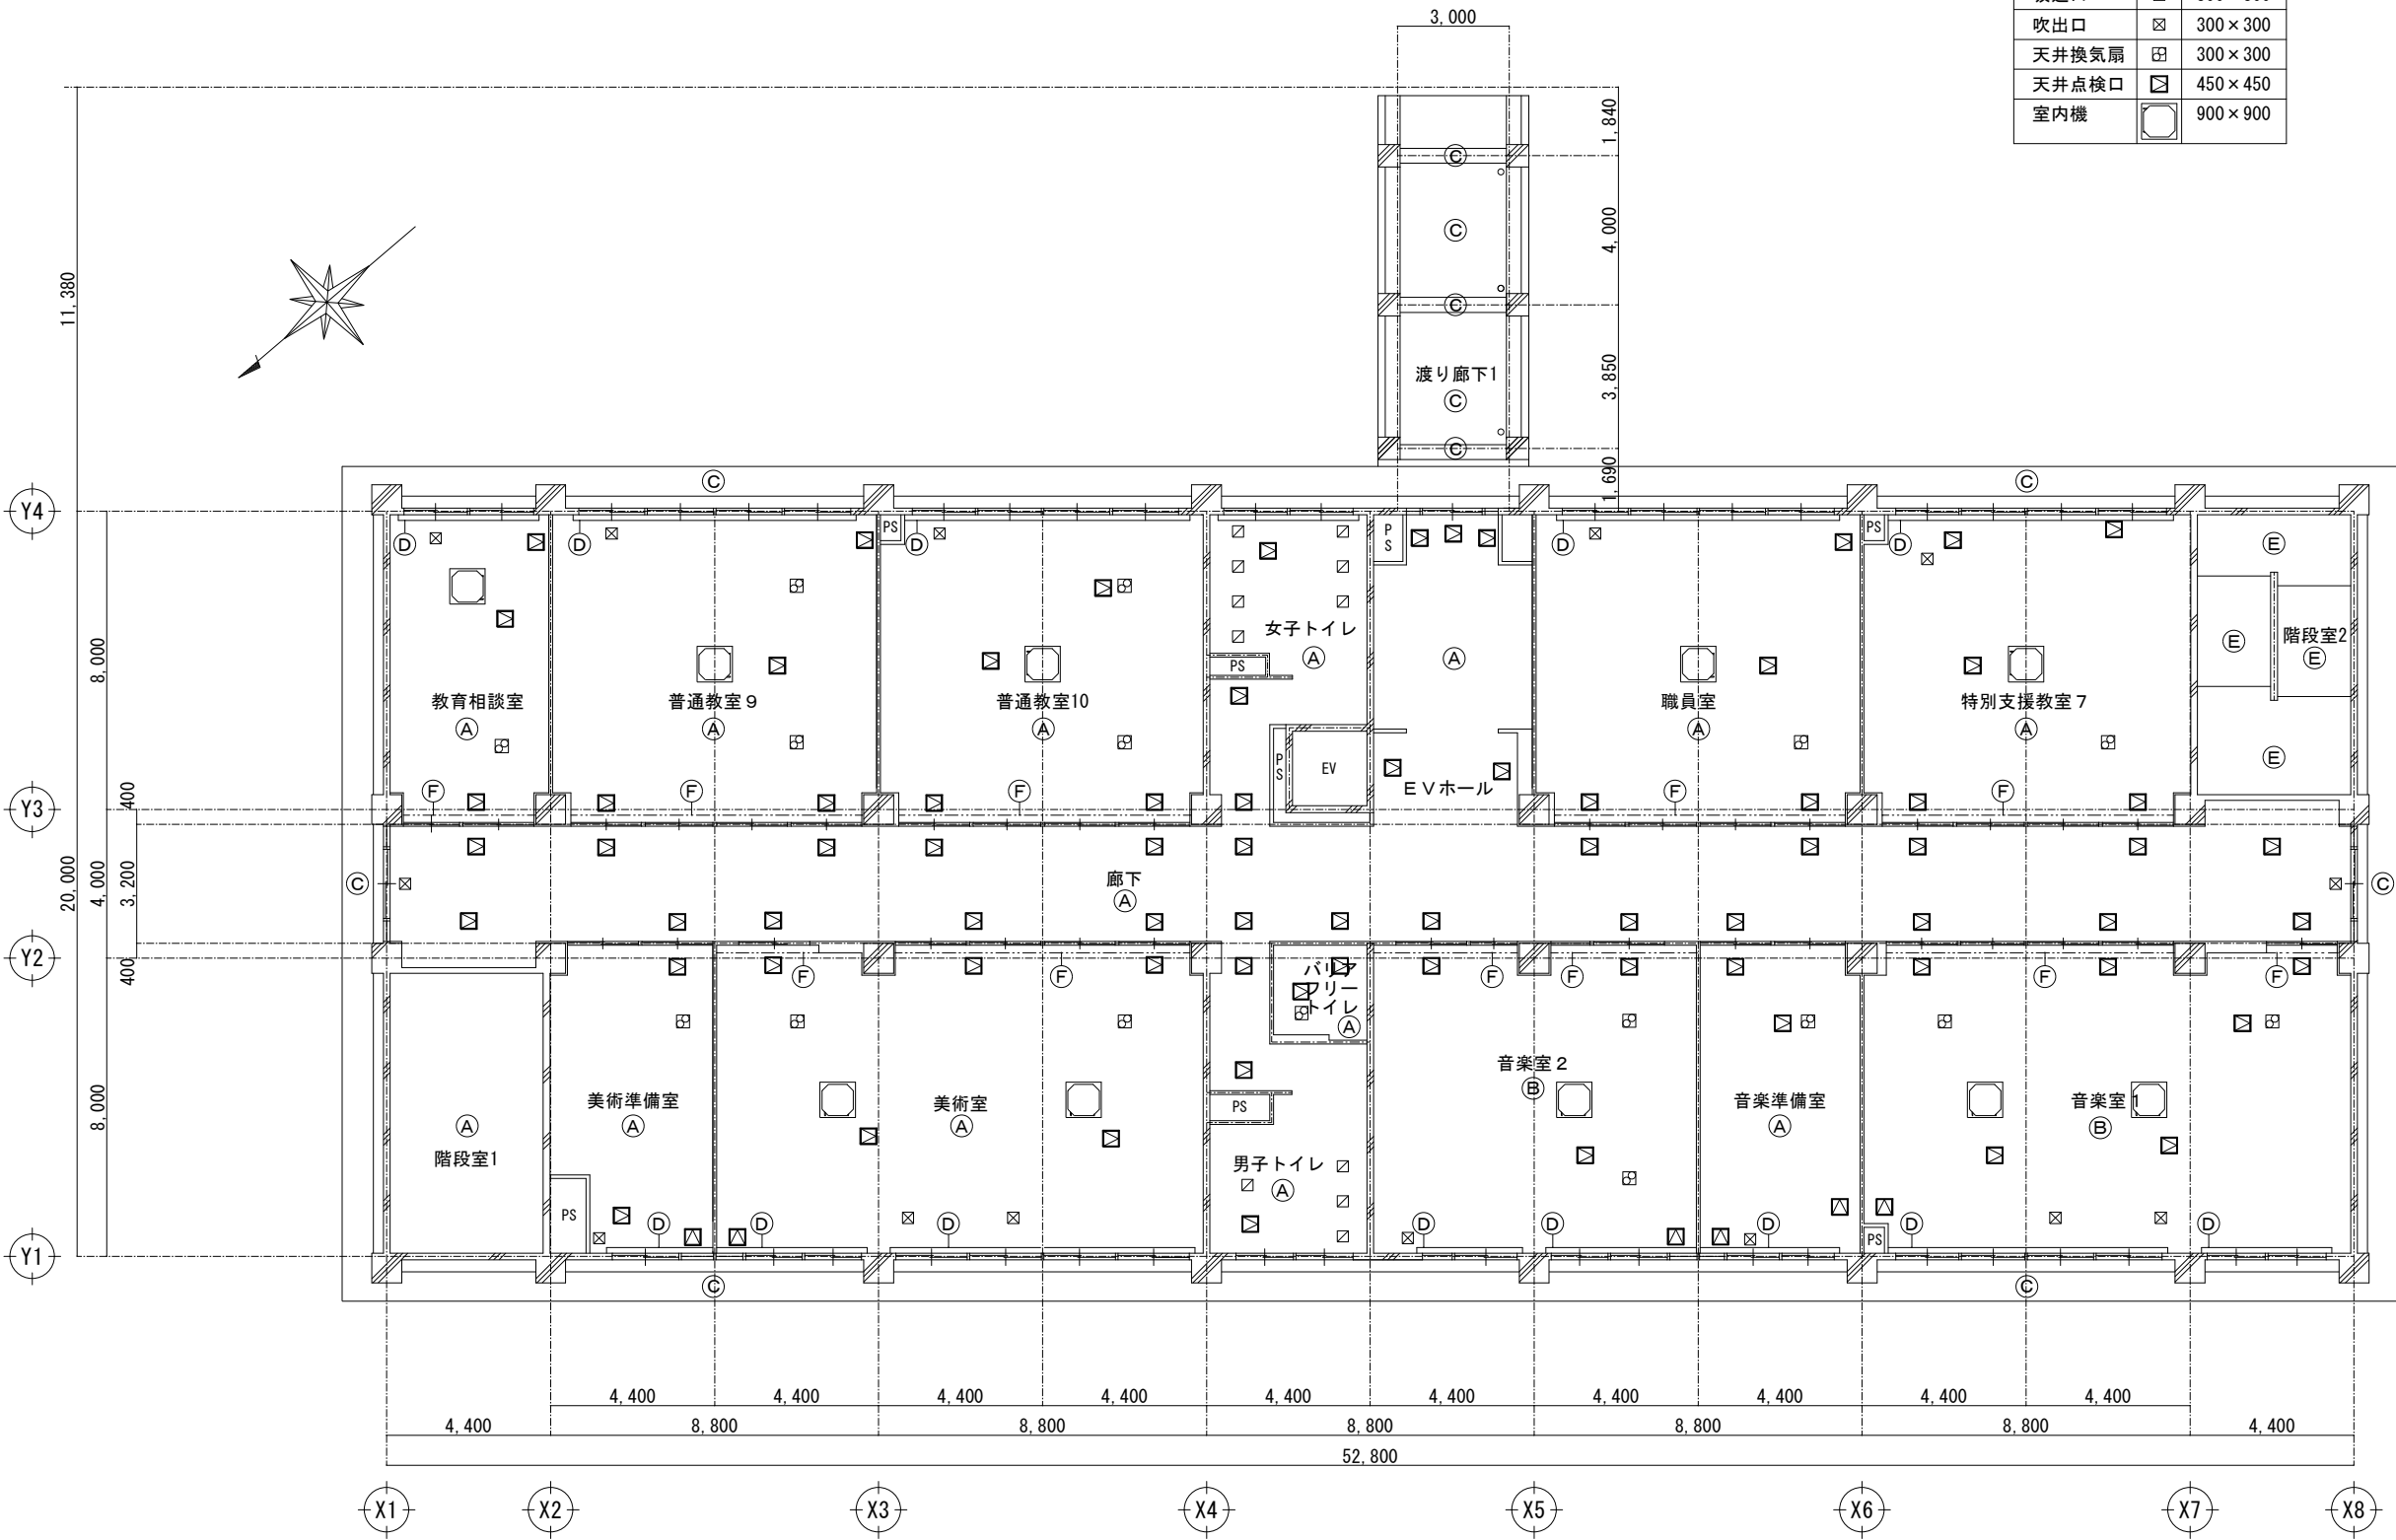 3,000
吹出口 300×300
天井換気扇 300×300
天井点検口 450×450
室内機 900×900
1,840
4,000
3,850
1,690
11,380
C
C
C
渡り廊下1
C
C
C
C
Y4
Y3
Y2
Y1
20,000
8,000
400
4,000
3,200
400
8,000
D
D
PS
D
PS
D
PS
D
E
女子トイレ
A
PS
A
E
階段室2
E
教育相談室
A
普通教室9
A
普通教室10
A
職員室
A
特別支援教室7
A
PS
EV
EVホール
E
F
F
F
F
F
C
廊下
A
C
F
F
バリア
フリー
トイレ
A
F
F
F
F
音楽室2
B
美術準備室
A
美術室
A
PS
音楽準備室
A
音楽室1
B
A
階段室1
男子トイレ
A
PS
D
D
D
D
D
D
PS
D
D
C
C
4,400
4,400
4,400
4,400
4,400
4,400
4,400
4,400
4,400
4,400
4,400
8,800
8,800
8,800
8,800
8,800
4,400
52,800
X1
X2
X3
X4
X5
X6
X7
X8